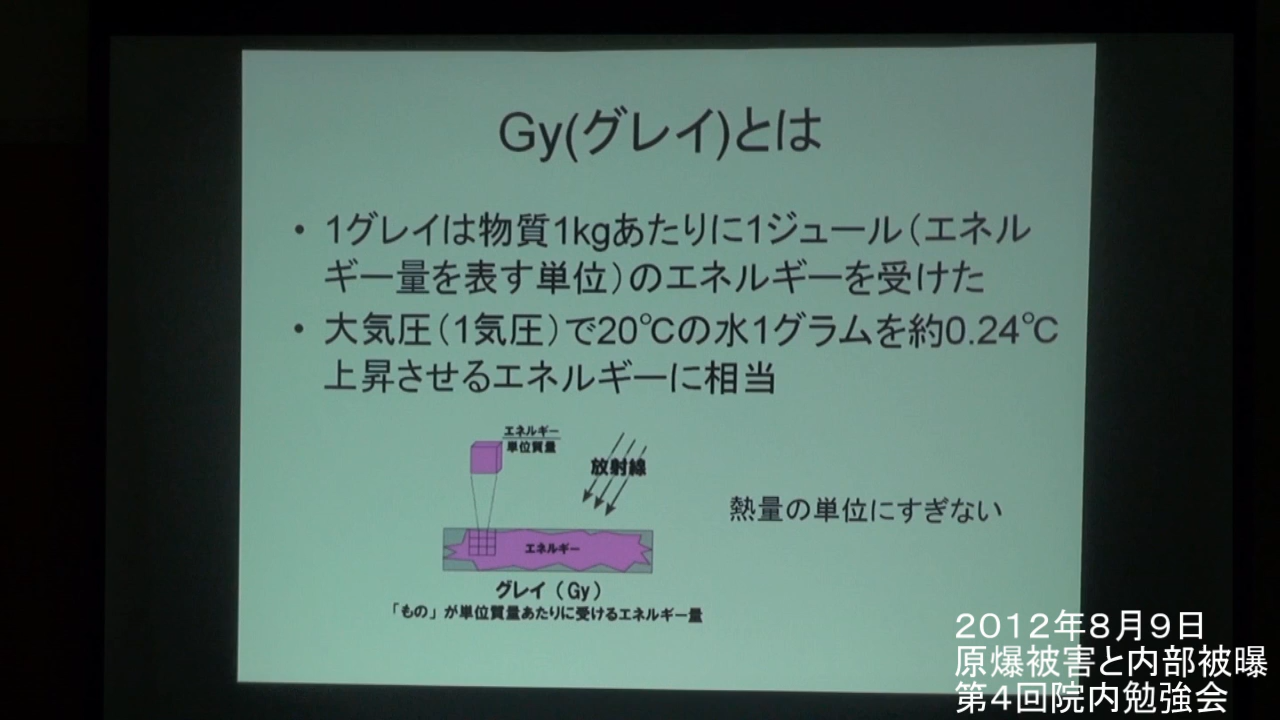 Gy(グレイ)とは
• 1グレイは物質1kgあたりに1ジュール（エネル
ギー量を表す単位）のエネルギーを受けた
• 大気圧（1気圧）で20℃の水1グラムを約0.24℃
上昇させるエネルギーに相当
エネルギー
単位質量
放射線
熱量の単位にすぎない
エネルギー
グレイ（Gy）
「もの」が単位質量あたりに受けるエネルギー量
２０１２年８月９日
原爆被害と内部被曝
第４回院内勉強会